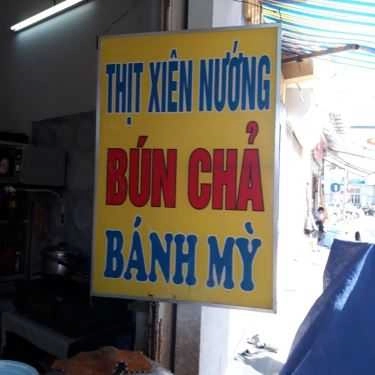 THỊT XIÊN NƯỚNG
BÚN CHẢ
BÁNH MỲ